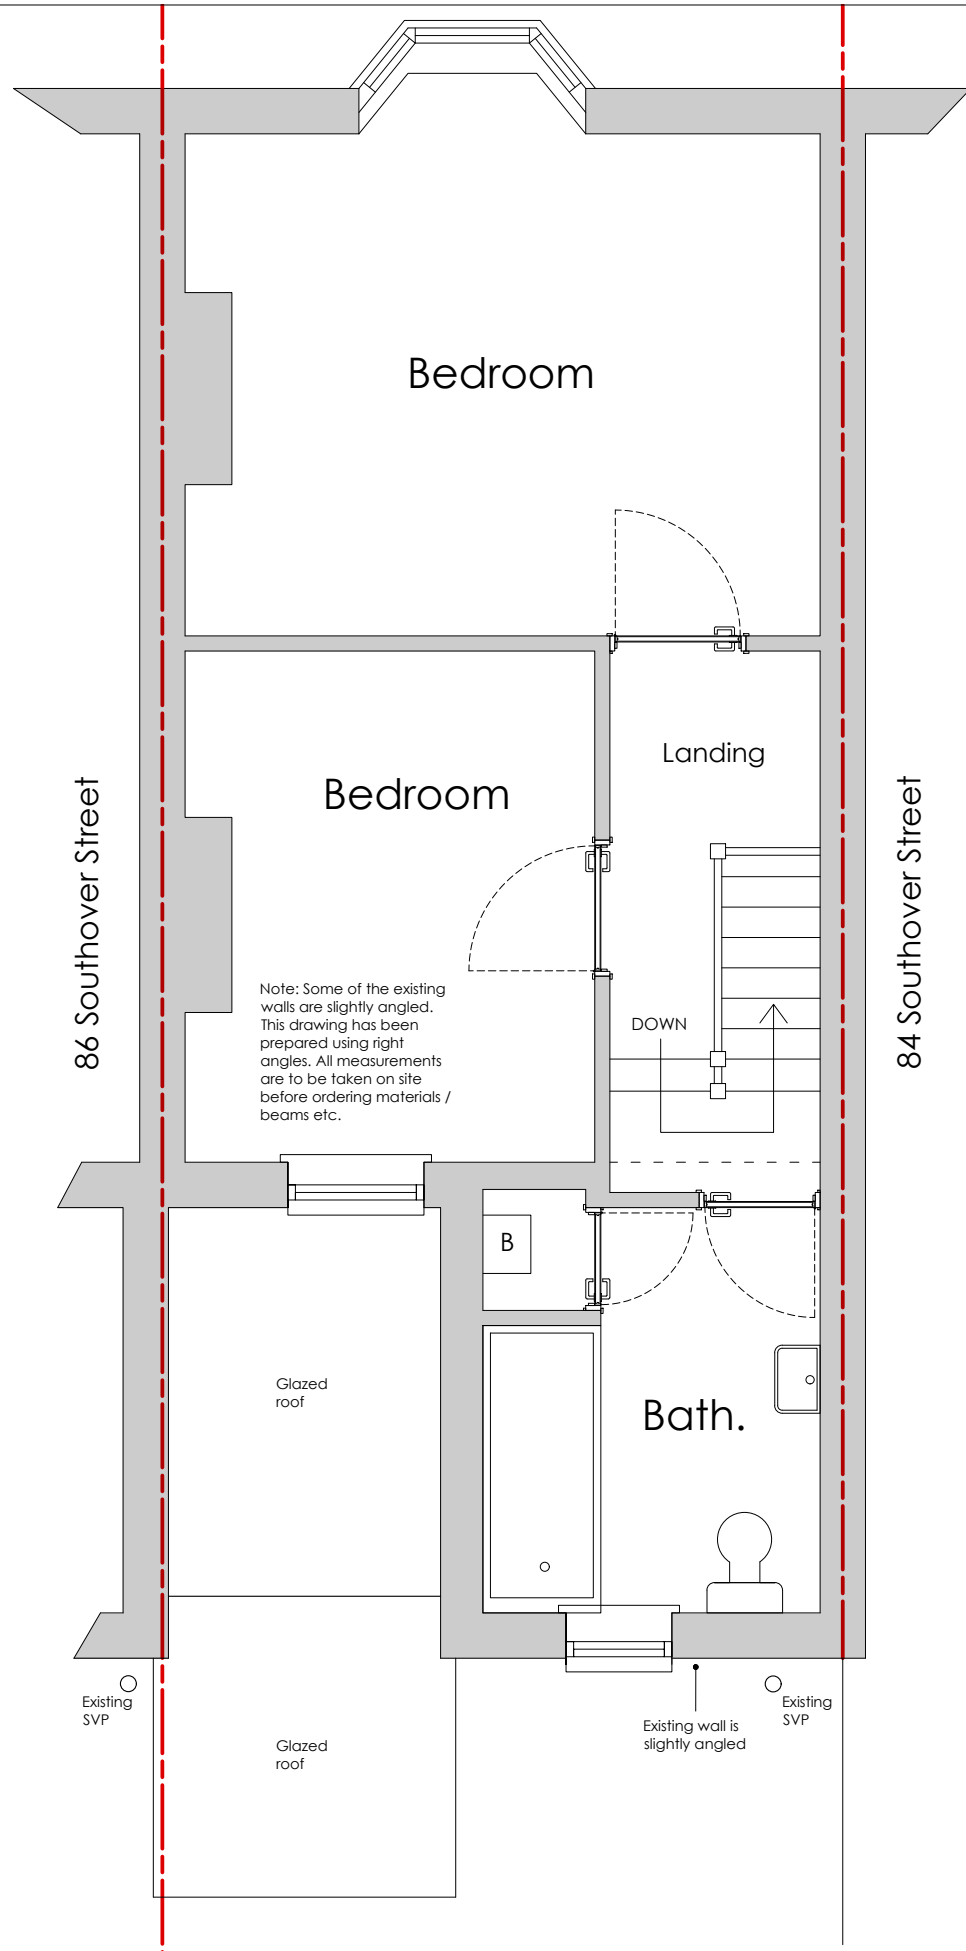 Bedroom
Landing
Bedroom
86 Southover Street
84 Southover Street
Note: Some of the existing
walls are slightly angled.
This drawing has been
prepared using right
angles. All measurements
are to be taken on site
before ordering materials /
beams etc.
DOWN
B
Glazed
roof
Bath.
Existing
SVP
Existing
SVP
Existing wall is
slightly angled
Glazed
roof